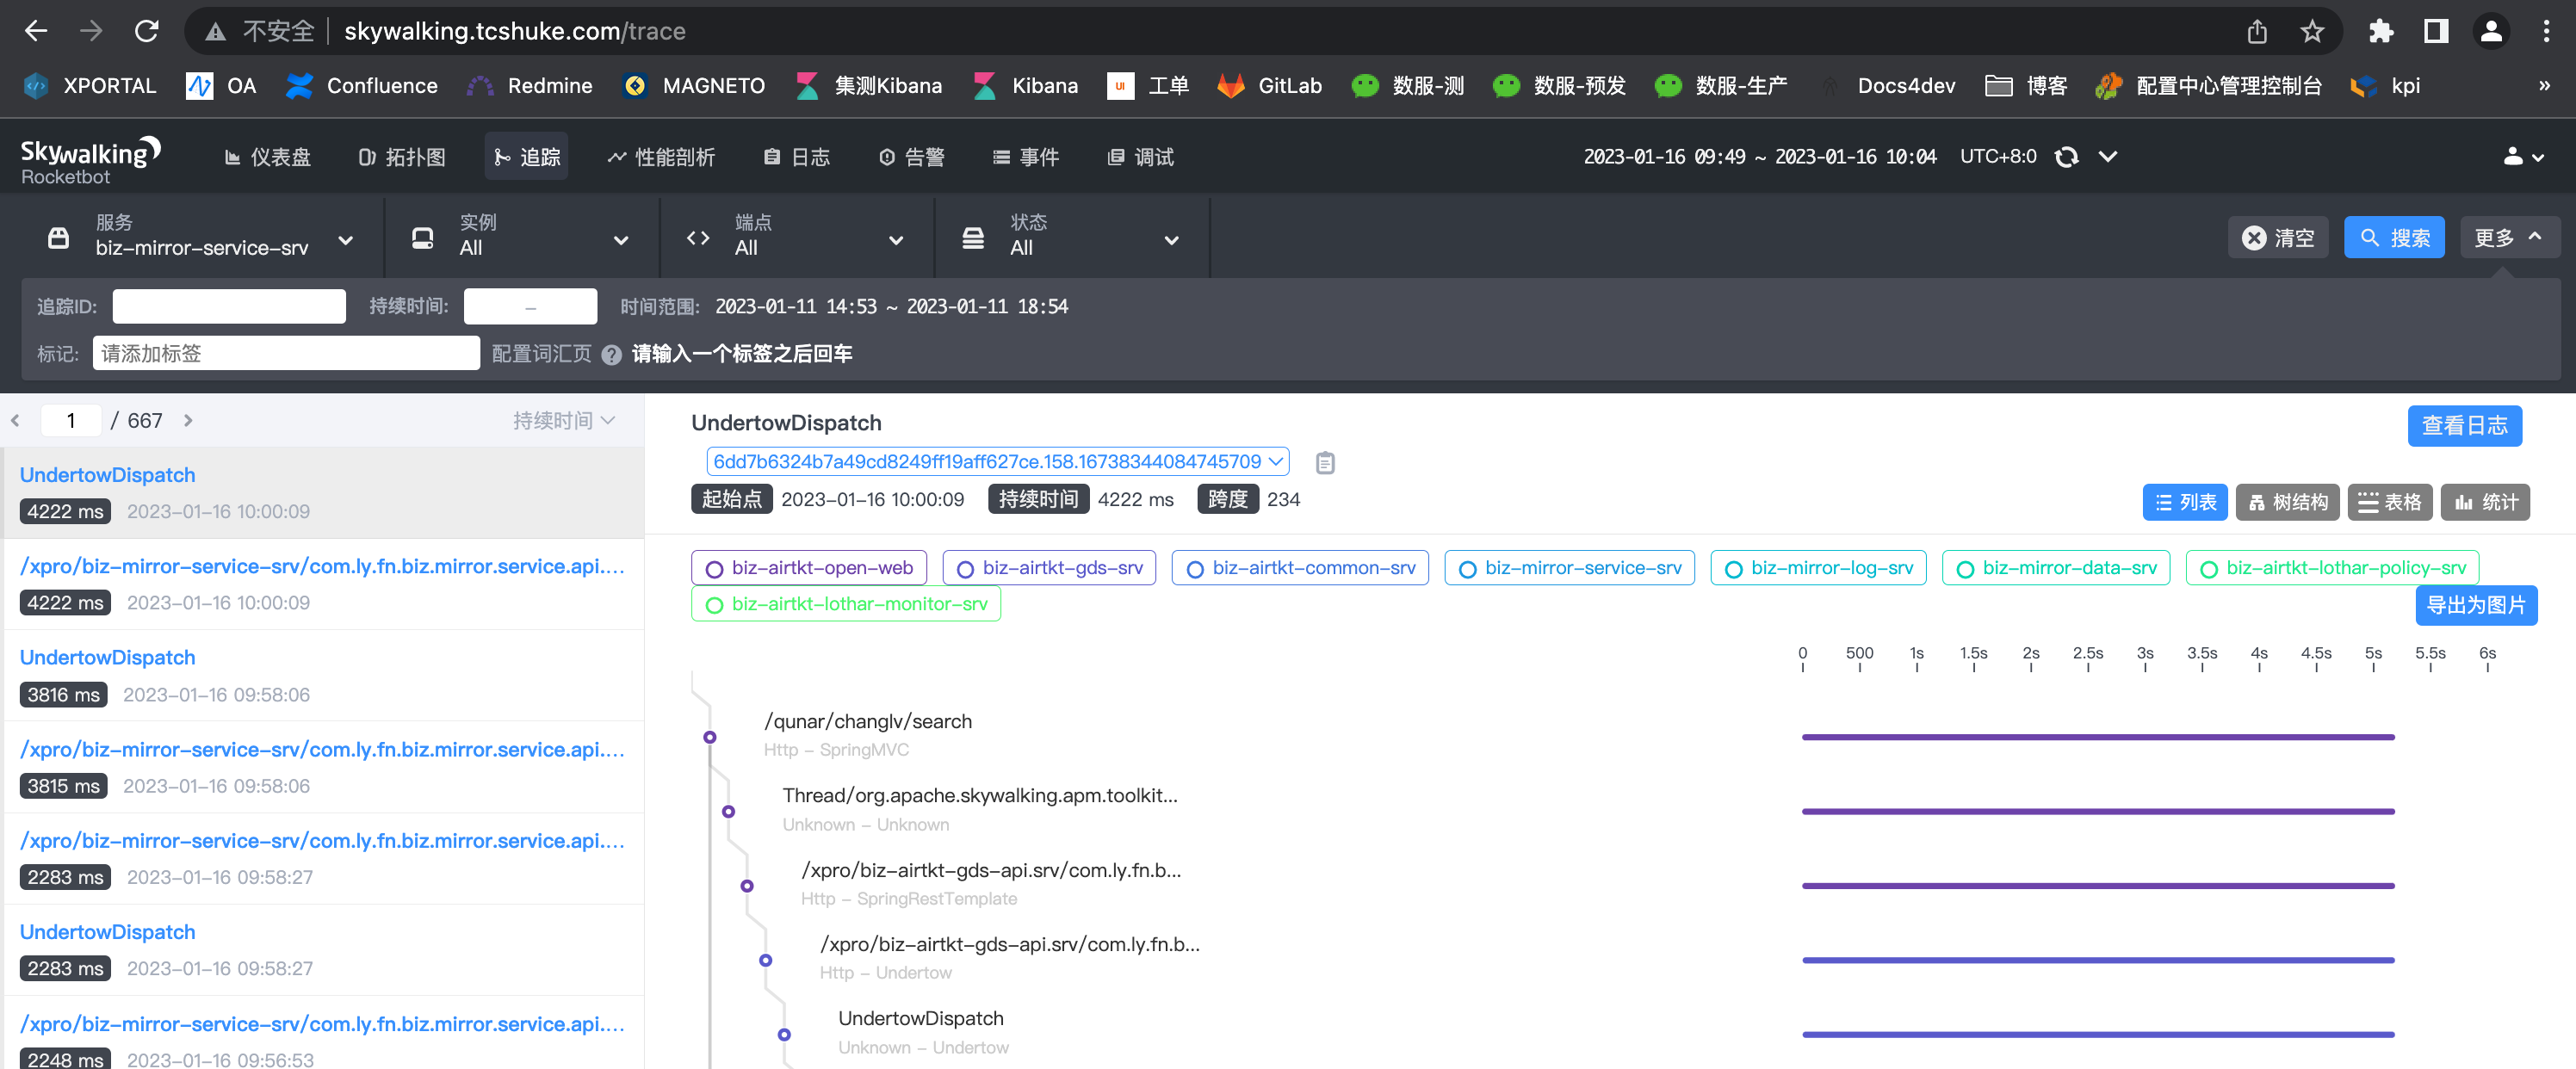 不安全 skywalking.tcshuke.com/trace
XPORTAL OA Confluence Redmine MAGNETO 集测Kibana Kibana 工单 GitLab 数服-测 数服-预发 数服-生产 Docs4dev 博客 配置中心管理控制台 kpi »
Skywalking
Rocketbot
仪表盘 拓扑图 追踪 性能剖析 日志 告警 事件 调试 2023-01-16 09:49 ~ 2023-01-16 10:04 UTC+8:0
服务 实例 端点 状态
biz-mirror-service-srv All All All 清空 搜索 更多
追踪ID: 持续时间: – 时间范围: 2023-01-11 14:53 ~ 2023-01-11 18:54
标记: 请添加标签 配置词汇页 ? 请输入一个标签之后回车
1 / 667 持续时间
UndertowDispatch
4222 ms 2023-01-16 10:00:09
/xpro/biz-mirror-service-srv/com.ly.fn.biz.mirror.service.api....
4222 ms 2023-01-16 10:00:09
UndertowDispatch
3816 ms 2023-01-16 09:58:06
/xpro/biz-mirror-service-srv/com.ly.fn.biz.mirror.service.api....
3815 ms 2023-01-16 09:58:06
/xpro/biz-mirror-service-srv/com.ly.fn.biz.mirror.service.api....
2283 ms 2023-01-16 09:58:27
UndertowDispatch
2283 ms 2023-01-16 09:58:27
/xpro/biz-mirror-service-srv/com.ly.fn.biz.mirror.service.api....
2248 ms 2023-01-16 09:56:53
UndertowDispatch 查看日志
6dd7b6324b7a49cd8249ff19aff627ce.158.16738344084745709
起始点 2023-01-16 10:00:09 持续时间 4222 ms 跨度 234
列表 树结构 表格 统计
biz-airtkt-open-web biz-airtkt-gds-srv biz-airtkt-common-srv biz-mirror-service-srv biz-mirror-log-srv biz-mirror-data-srv biz-airtkt-lothar-policy-srv
biz-airtkt-lothar-monitor-srv 导出为图片
0 500 1s 1.5s 2s 2.5s 3s 3.5s 4s 4.5s 5s 5.5s 6s
/qunar/changlv/search
Http - SpringMVC
Thread/org.apache.skywalking.apm.toolkit...
Unknown - Unknown
/xpro/biz-airtkt-gds-api.srv/com.ly.fn.b...
Http - SpringRestTemplate
/xpro/biz-airtkt-gds-api.srv/com.ly.fn.b...
Http - Undertow
UndertowDispatch
Unknown - Undertow